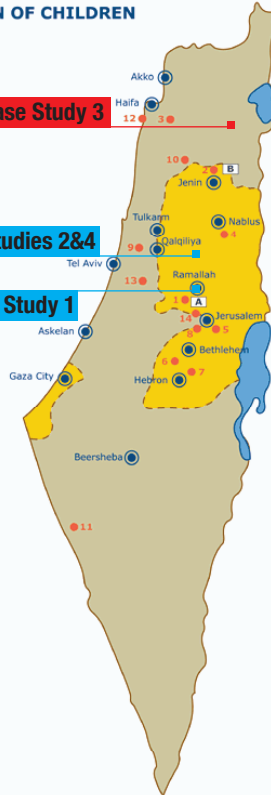 N OF CHILDREN
Akko
Haifa
ase Study 3
12
3
10
2
B
Jenin
Tulkarm
Nablus
4
tudies 2&4
9
Qalqiliya
Tel Aviv
Ramallah
13
Study 1
1
A
14
Jerusalem
Askelan
8
5
Bethlehem
6
7
Gaza City
Hebron
Beersheba
11